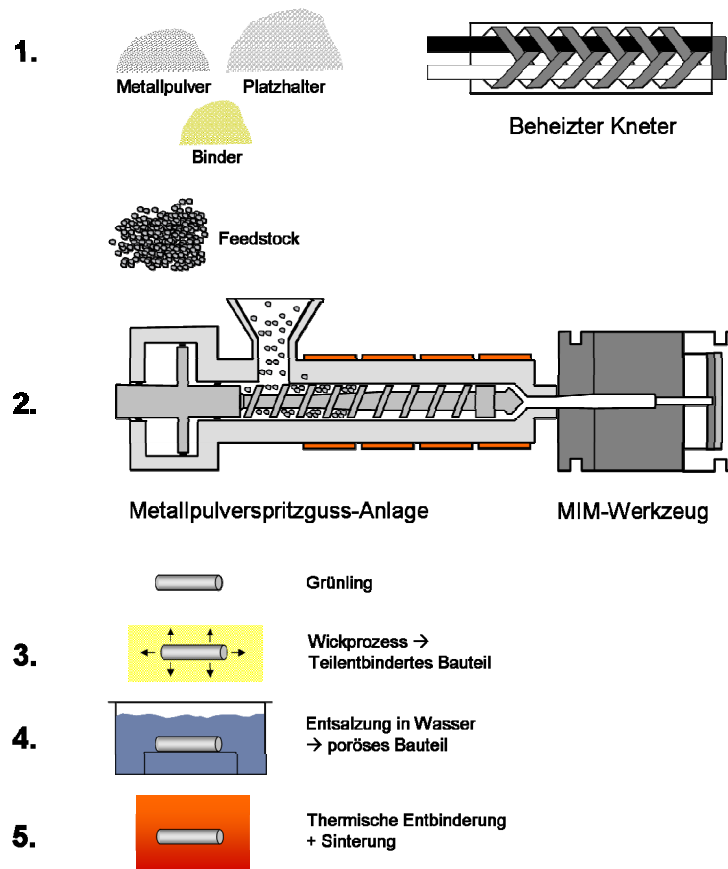 1.
Metallpulver
Platzhalter
Binder
Beheizter Kneter
Feedstock
2.
Metallpulverspritzguss-Anlage
MIM-Werkzeug
Grünling
3.
Wickprozess →
Teilentbindertes Bauteil
4.
Entsalzung in Wasser
→ poröses Bauteil
5.
Thermische Entbinderung
+ Sinterung